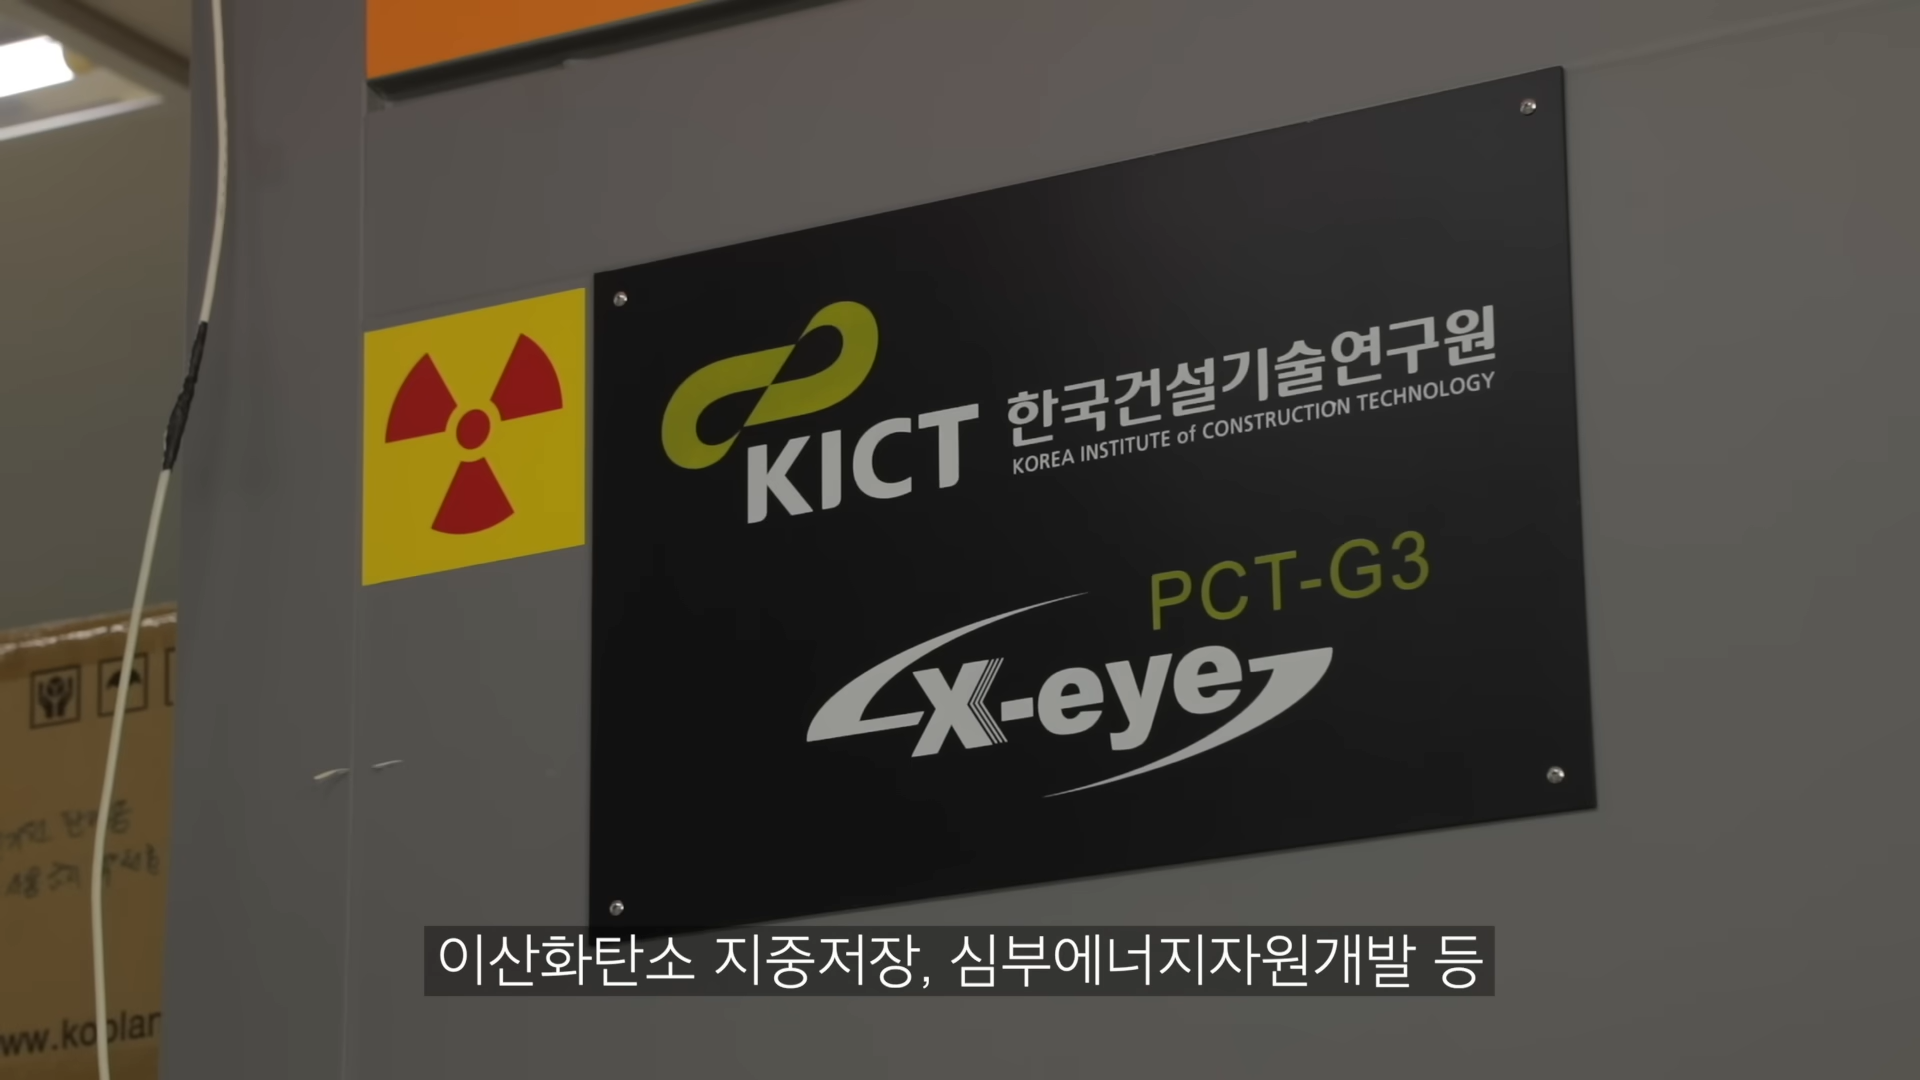 KICT 한국건설기술연구원
KOREA INSTITUTE of CONSTRUCTION TECHNOLOGY
PCT-G3
x-eye
이산화탄소 지중저장, 심부에너지자원개발 등